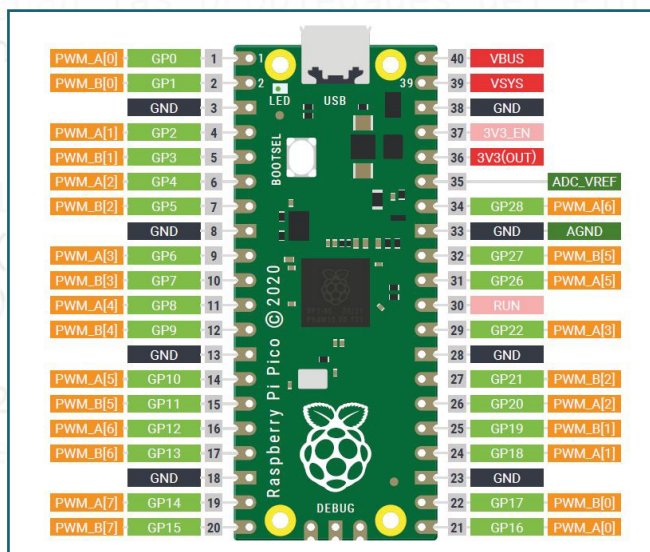 PWM_A[0] GP0 1 1 40 VBUS
PWM_B[0] GP1 2 2 39 39 VSYS
GND 3 LED USB 38 GND
PWM_A[1] GP2 4 37 3V3_EN
PWM_B[1] GP3 5 BOOTSEL 36 3V3(OUT)
PWM_A[2] GP4 6 35 ADC_VREF
PWM_B[2] GP5 7 34 GP28 PWM_A[6]
GND 8 33 GND AGND
PWM_A[3] GP6 9 32 GP27 PWM_B[5]
PWM_B[3] GP7 10 31 GP26 PWM_A[5]
PWM_A[4] GP8 11 30 RUN
PWM_B[4] GP9 12 29 GP22 PWM_A[3]
GND 13 28 GND
PWM_A[5] GP10 14 27 GP21 PWM_B[2]
PWM_B[5] GP11 15 26 GP20 PWM_A[2]
PWM_A[6] GP12 16 25 GP19 PWM_B[1]
PWM_B[6] GP13 17 24 GP18 PWM_A[1]
GND 18 23 GND
PWM_A[7] GP14 19 22 GP17 PWM_B[0]
PWM_B[7] GP15 20 21 GP16 PWM_A[0]
Raspberry Pi Pico © 2020
DEBUG